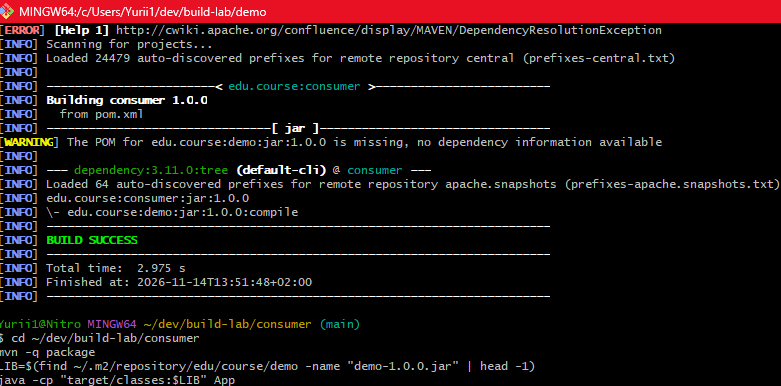 MINGW64:/c/Users/Yurii1/dev/build-lab/demo
[ERROR] [Help 1] http://cwiki.apache.org/confluence/display/MAVEN/DependencyResolutionException
[INFO] Scanning for projects...
[INFO] Loaded 24479 auto-discovered prefixes for remote repository central (prefixes-central.txt)
[INFO]
[INFO] -----------------------< edu.course:consumer >------------------------
[INFO] Building consumer 1.0.0
[INFO]   from pom.xml
[INFO] --------------------------------[ jar ]---------------------------------
[WARNING] The POM for edu.course:demo:jar:1.0.0 is missing, no dependency information available
[INFO]
[INFO] --- dependency:3.11.0:tree (default-cli) @ consumer ---
[INFO] Loaded 64 auto-discovered prefixes for remote repository apache.snapshots (prefixes-apache.snapshots.txt)
[INFO] edu.course:consumer:jar:1.0.0
[INFO] \- edu.course:demo:jar:1.0.0:compile
[INFO] ------------------------------------------------------------------------
[INFO] BUILD SUCCESS
[INFO] ------------------------------------------------------------------------
[INFO] Total time:  2.975 s
[INFO] Finished at: 2026-11-14T13:51:48+02:00
[INFO] ------------------------------------------------------------------------
Yurii1@Nitro MINGW64 ~/dev/build-lab/consumer (main)
$ cd ~/dev/build-lab/consumer
mvn -q package
LIB=$(find ~/.m2/repository/edu/course/demo -name "demo-1.0.0.jar" | head -1)
java -cp "target/classes:$LIB" App